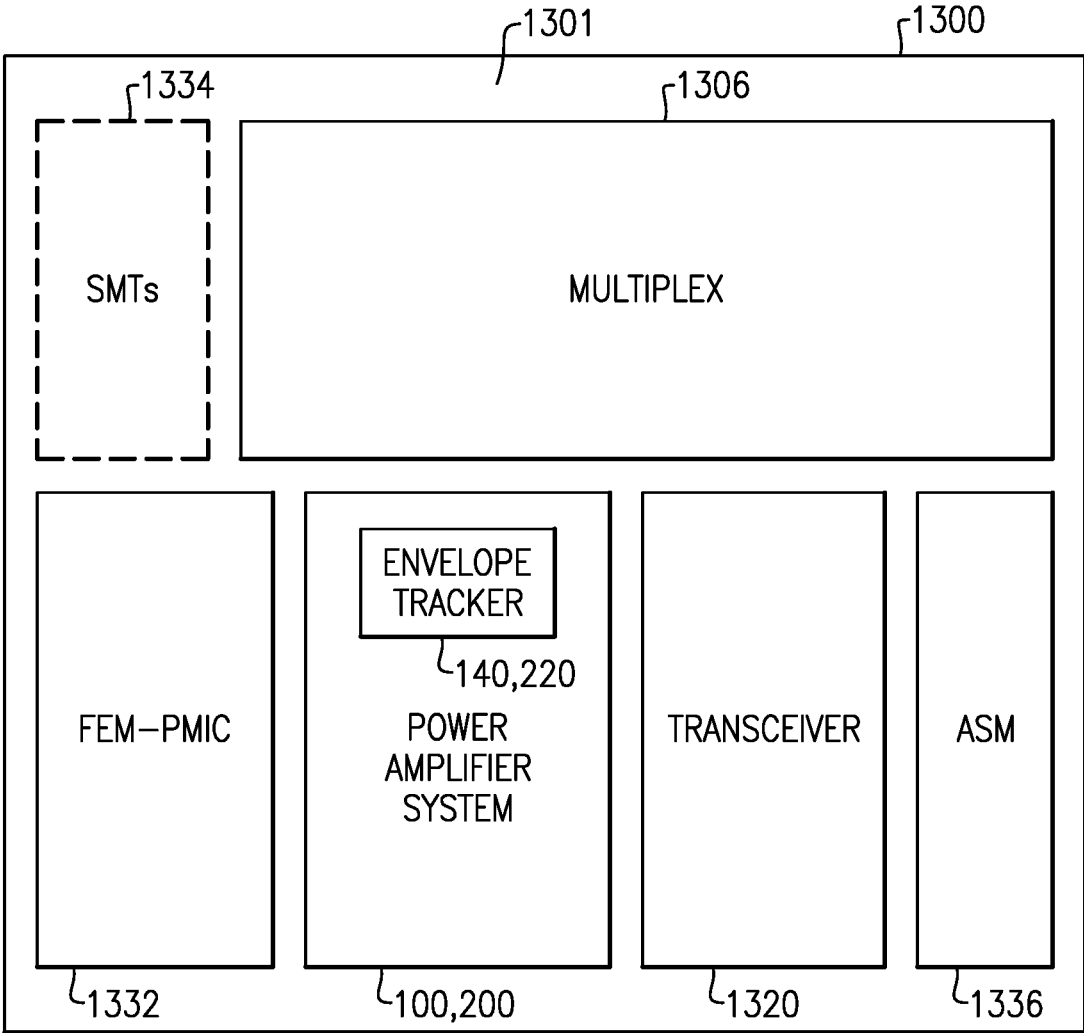 1301
1300
1334
1306
SMTs
MULTIPLEX
ENVELOPE
TRACKER
140,220
FEM-PMIC
POWER
AMPLIFIER
SYSTEM
TRANSCEIVER
ASM
1332
100,200
1320
1336